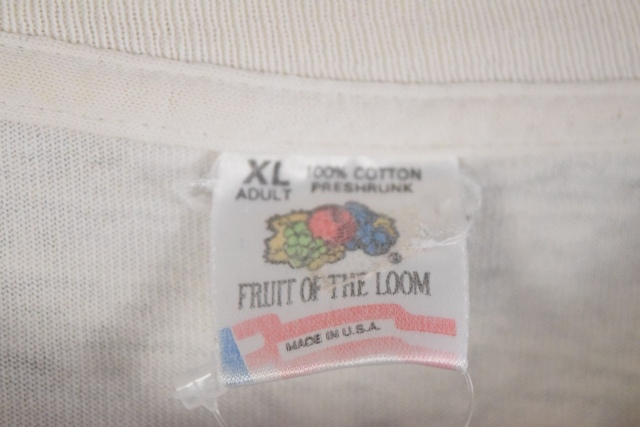 XL 100% COTTON
ADULT PRESHRUNK
®
FRUIT OF THE LOOM
MADE IN U.S.A.